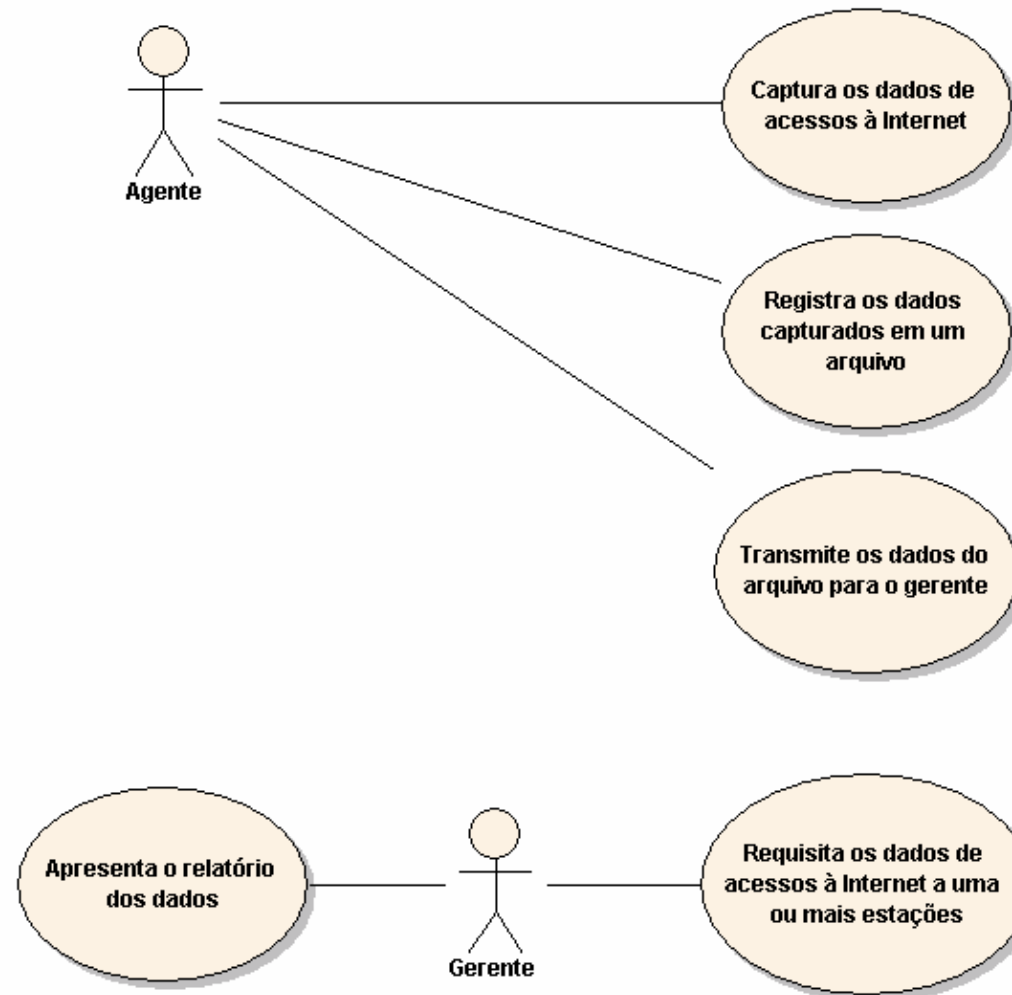 Captura os dados de
acessos à Internet
Agente
Registra os dados
capturados em um
arquivo
Transmite os dados do
arquivo para o gerente
Apresenta o relatório
dos dados
Requisita os dados de
acessos à Internet a uma
ou mais estações
Gerente